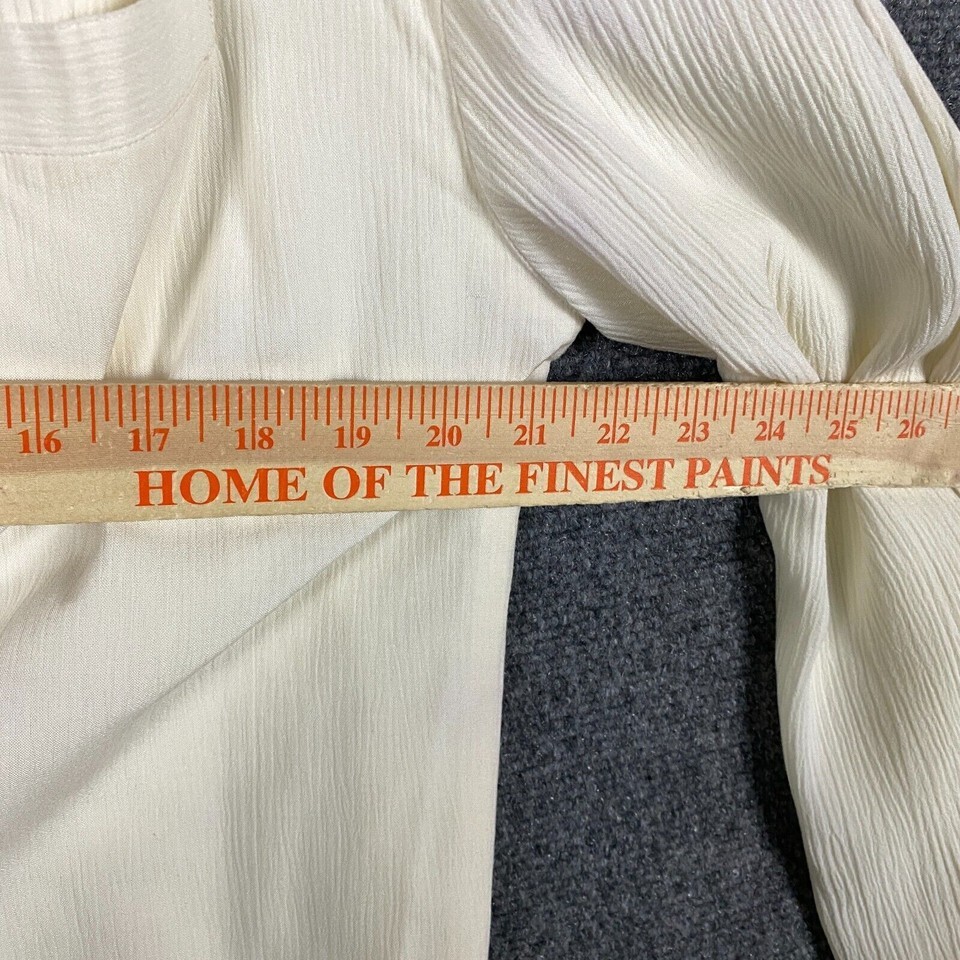 16 17 18 19 20 21 22 23 24 25 26
HOME OF THE FINEST PAINTS